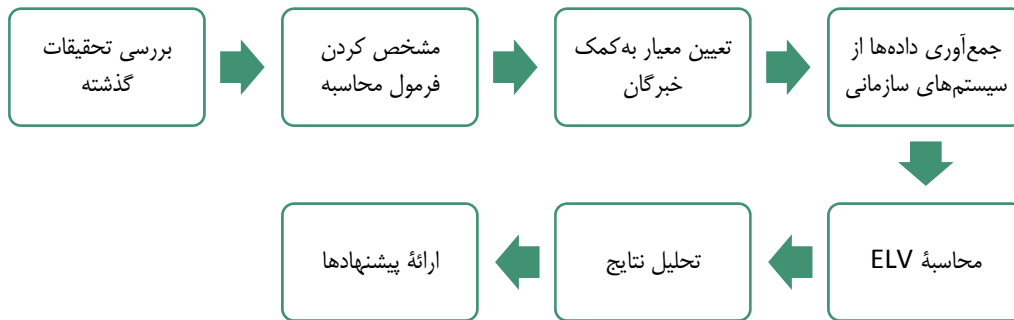 بررسی تحقیقات
گذشته
مشخص کردن
فرمول محاسبه
تعیین معیار به‌کمک
خبرگان
جمع‌آوری داده‌ها از
سیستم‌های سازمانی
محاسبهٔ ELV
تحلیل نتایج
ارائهٔ پیشنهادها